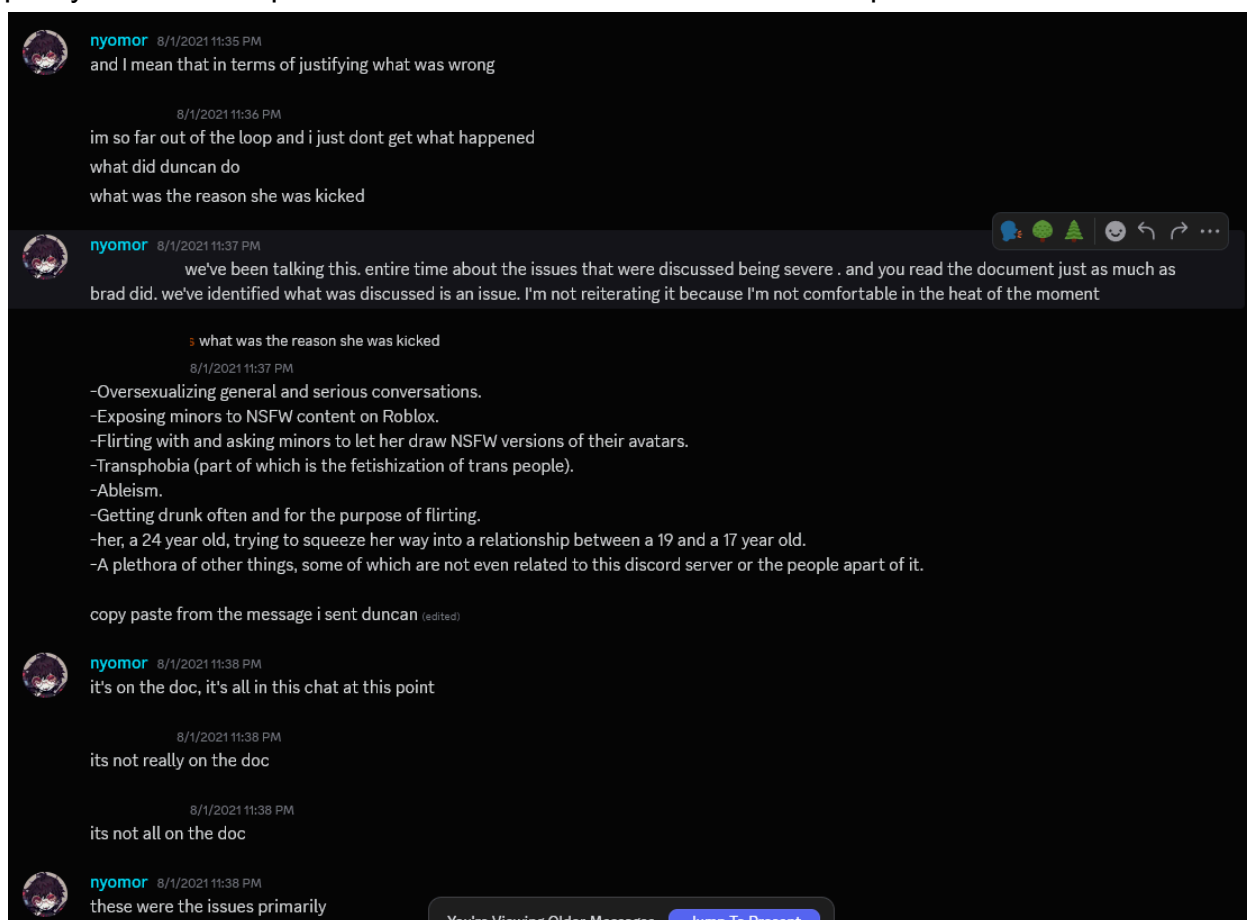 nyomor 8/1/2021 11:35 PM
and I mean that in terms of justifying what was wrong
8/1/2021 11:36 PM
im so far out of the loop and i just dont get what happened
what did duncan do
what was the reason she was kicked
nyomor 8/1/2021 11:37 PM
we've been talking this. entire time about the issues that were discussed being severe . and you read the document just as much as
brad did. we've identified what was discussed is an issue. I'm not reiterating it because I'm not comfortable in the heat of the moment
s what was the reason she was kicked
8/1/2021 11:37 PM
-Oversexualizing general and serious conversations.
-Exposing minors to NSFW content on Roblox.
-Flirting with and asking minors to let her draw NSFW versions of their avatars.
-Transphobia (part of which is the fetishization of trans people).
-Ableism.
-Getting drunk often and for the purpose of flirting.
-her, a 24 year old, trying to squeeze her way into a relationship between a 19 and a 17 year old.
-A plethora of other things, some of which are not even related to this discord server or the people apart of it.
copy paste from the message i sent duncan (edited)
nyomor 8/1/2021 11:38 PM
it's on the doc, it's all in this chat at this point
8/1/2021 11:38 PM
its not really on the doc
8/1/2021 11:38 PM
its not all on the doc
nyomor 8/1/2021 11:38 PM
these were the issues primarily
You're Viewing Older Messages Jump To Present